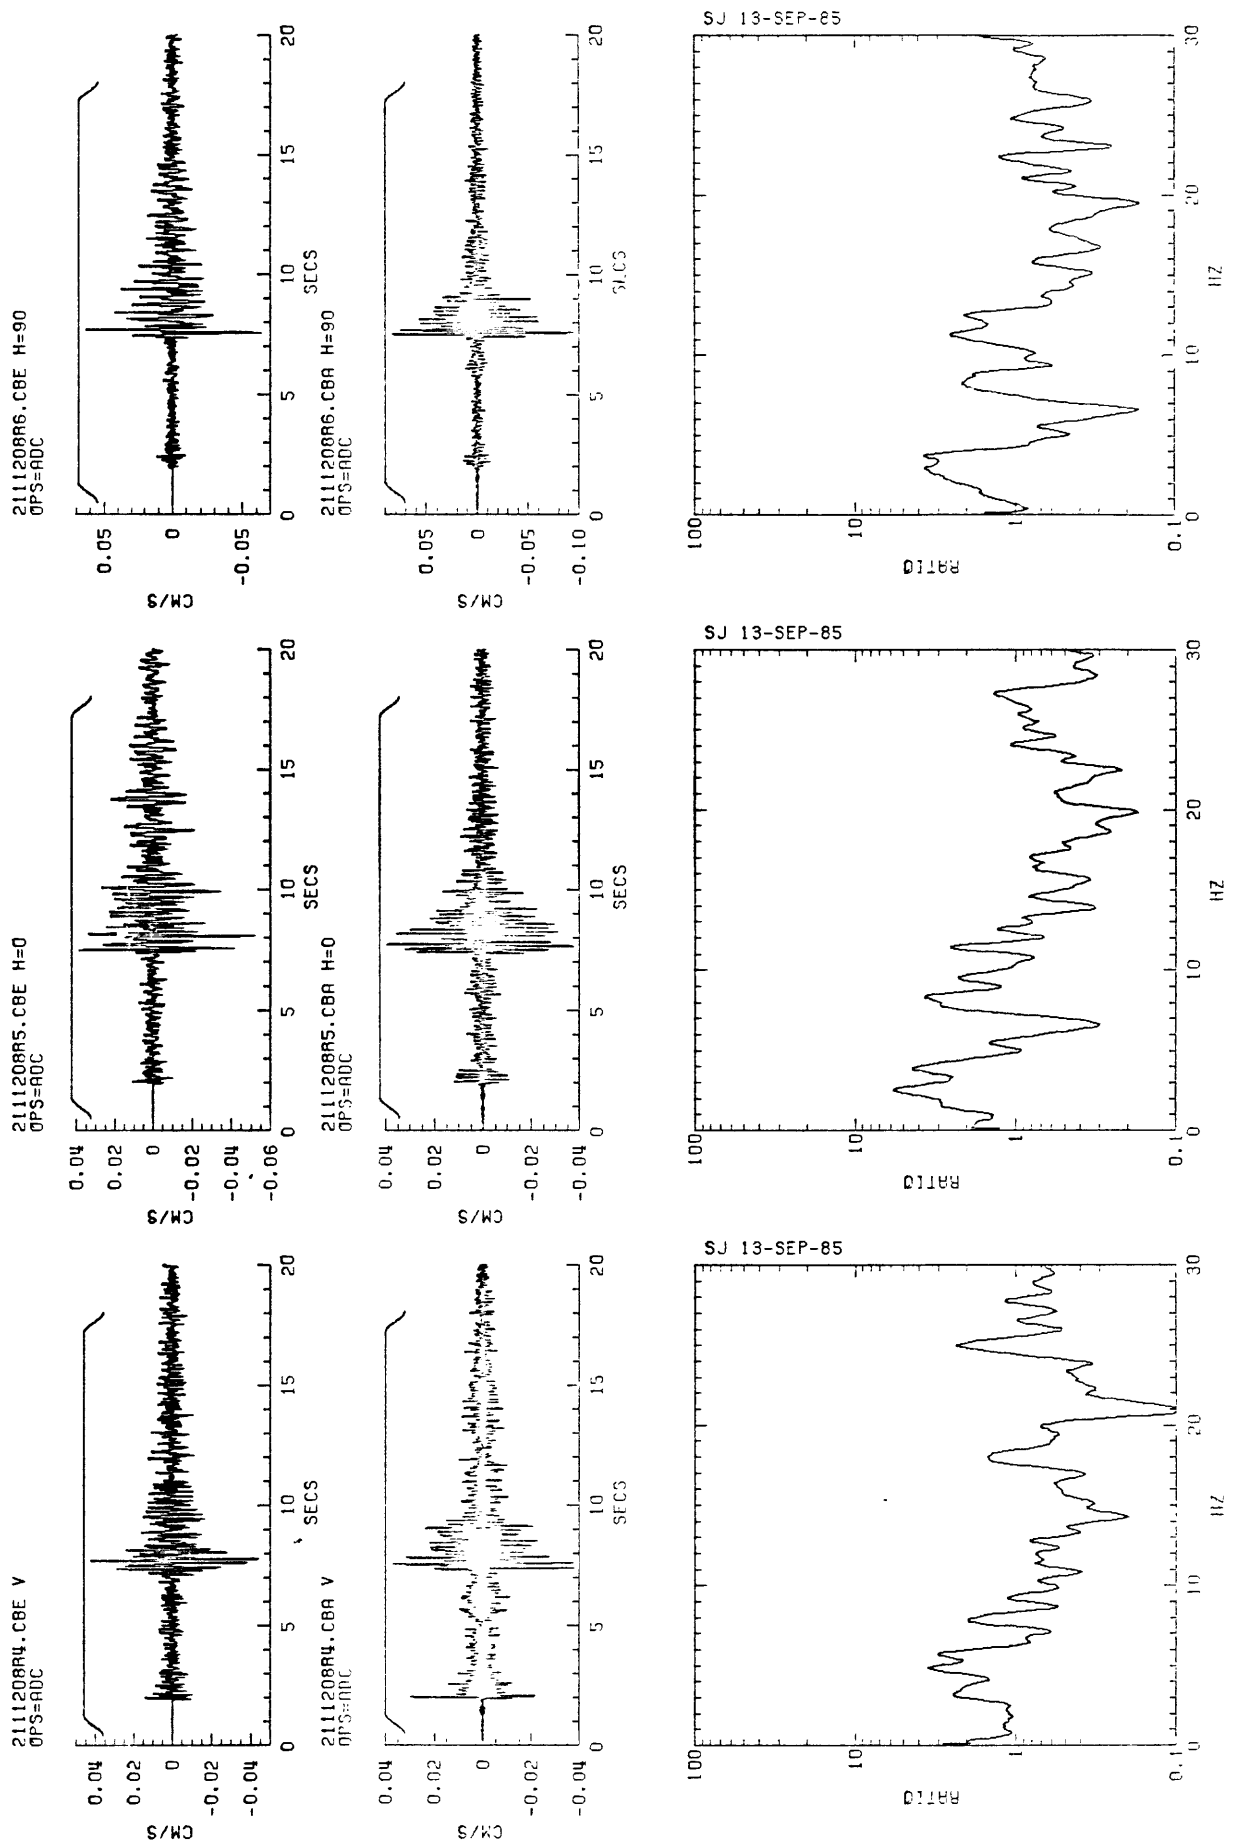 2111208R4.CBE V
OPS=ADC
CM/S
0.04
0.02
0
-0.02
-0.04
0 5 10 15 20
SECS
2111208R5.CBE H=0
OPS=ADC
CM/S
0.04
0.02
0
-0.02
-0.04
-0.06
0 5 10 15 20
SECS
2111208R6.CBE H=90
OPS=ADC
CM/S
0.05
0
-0.05
0 5 10 15 20
SECS
2111208R4.CBA V
OPS=ADC
CM/S
0.04
0.02
0
-0.02
-0.04
0 5 10 15 20
SECS
2111208R5.CBA H=0
OPS=ADC
CM/S
0.04
0.02
0
-0.02
-0.04
0 5 10 15 20
SECS
2111208R6.CBA H=90
OPS=ADC
CM/S
0.05
0
-0.05
-0.10
0 5 10 15 20
SECS
SJ 13-SEP-85
RATIO
100
10
1
0.1
0 10 20 30
HZ
SJ 13-SEP-85
RATIO
100
10
1
0.1
0 10 20 30
HZ
SJ 13-SEP-85
RATIO
100
10
1
0.1
0 10 20 30
HZ